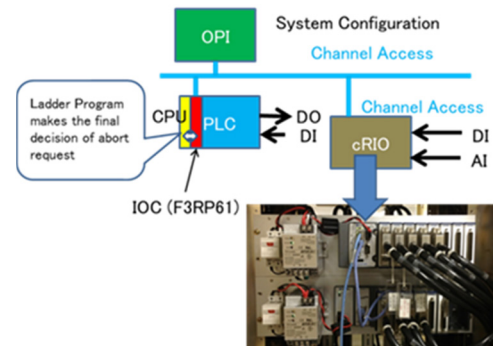 System Configuration
OPI
Channel Access
Ladder Program
makes the final
decision of abort
request
CPU
PLC
DO
DI
Channel Access
cRIO
DI
AI
IOC (F3RP61)